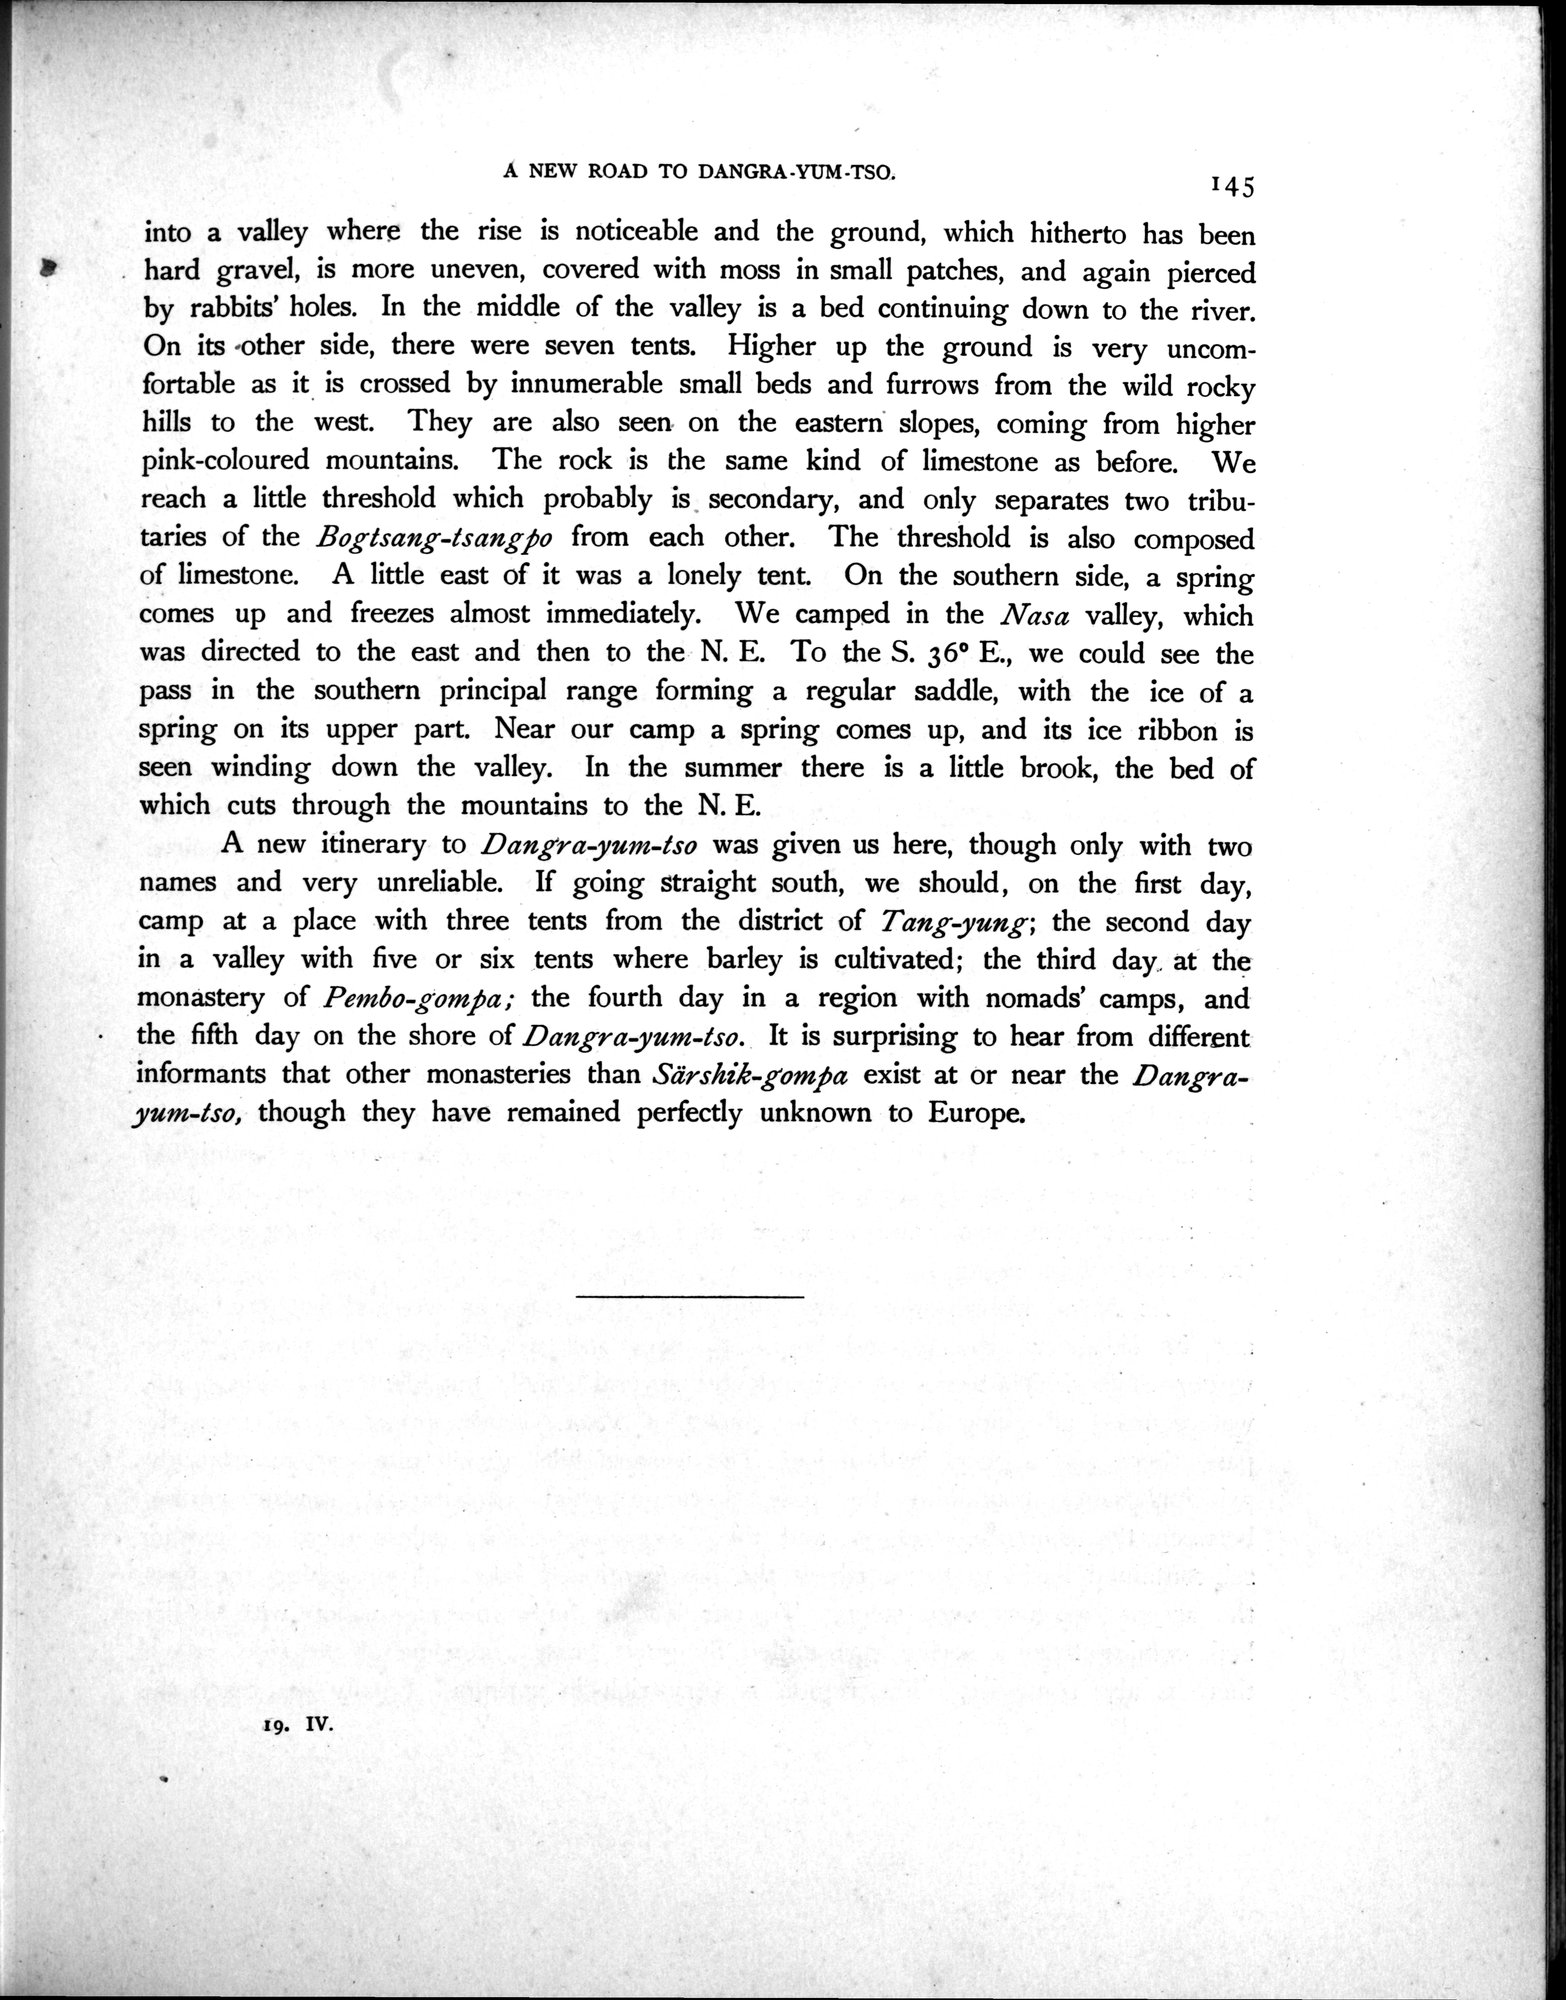 A NEW ROAD TO DANGRA-YUM-TSO.
145
into a valley where the rise is noticeable and the ground, which hitherto has been
hard gravel, is more uneven, covered with moss in small patches, and again pierced
by rabbits' holes. In the middle of the valley is a bed continuing down to the river.
On its other side, there were seven tents. Higher up the ground is very uncom-
fortable as it is crossed by innumerable small beds and furrows from the wild rocky
hills to the west. They are also seen on the eastern slopes, coming from higher
pink-coloured mountains. The rock is the same kind of limestone as before. We
reach a little threshold which probably is secondary, and only separates two tribu-
taries of the Bogtsang-tsangpo from each other. The threshold is also composed
of limestone. A little east of it was a lonely tent. On the southern side, a spring
comes up and freezes almost immediately. We camped in the Nasa valley, which
was directed to the east and then to the N. E. To the S. 36° E., we could see the
pass in the southern principal range forming a regular saddle, with the ice of a
spring on its upper part. Near our camp a spring comes up, and its ice ribbon is
seen winding down the valley. In the summer there is a little brook, the bed of
which cuts through the mountains to the N. E.
A new itinerary to Dangra-yum-tso was given us here, though only with two
names and very unreliable. If going straight south, we should, on the first day,
camp at a place with three tents from the district of Tang-yung; the second day
in a valley with five or six tents where barley is cultivated; the third day at the
monastery of Pembo-gompa; the fourth day in a region with nomads' camps, and
the fifth day on the shore of Dangra-yum-tso. It is surprising to hear from different
informants that other monasteries than Särshik-gompa exist at or near the Dangra-
yum-tso, though they have remained perfectly unknown to Europe.
19. IV.